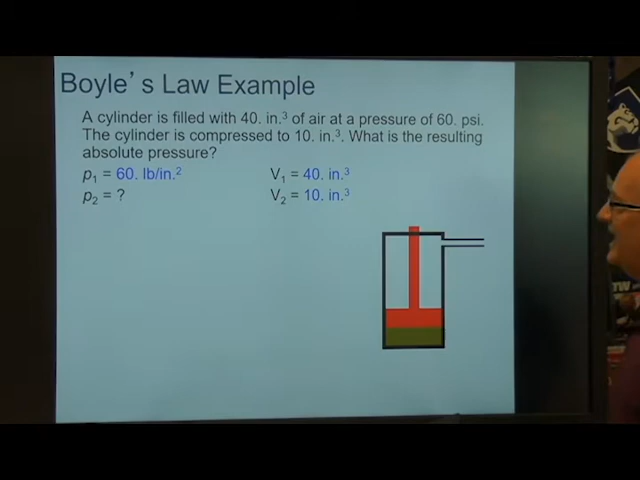 Boyle's Law Example
A cylinder is filled with 40. in.³ of air at a pressure of 60. psi.
The cylinder is compressed to 10. in.³. What is the resulting
absolute pressure?
p₁ = 60. lb/in.² V₁ = 40. in.³
p₂ = ? V₂ = 10. in.³